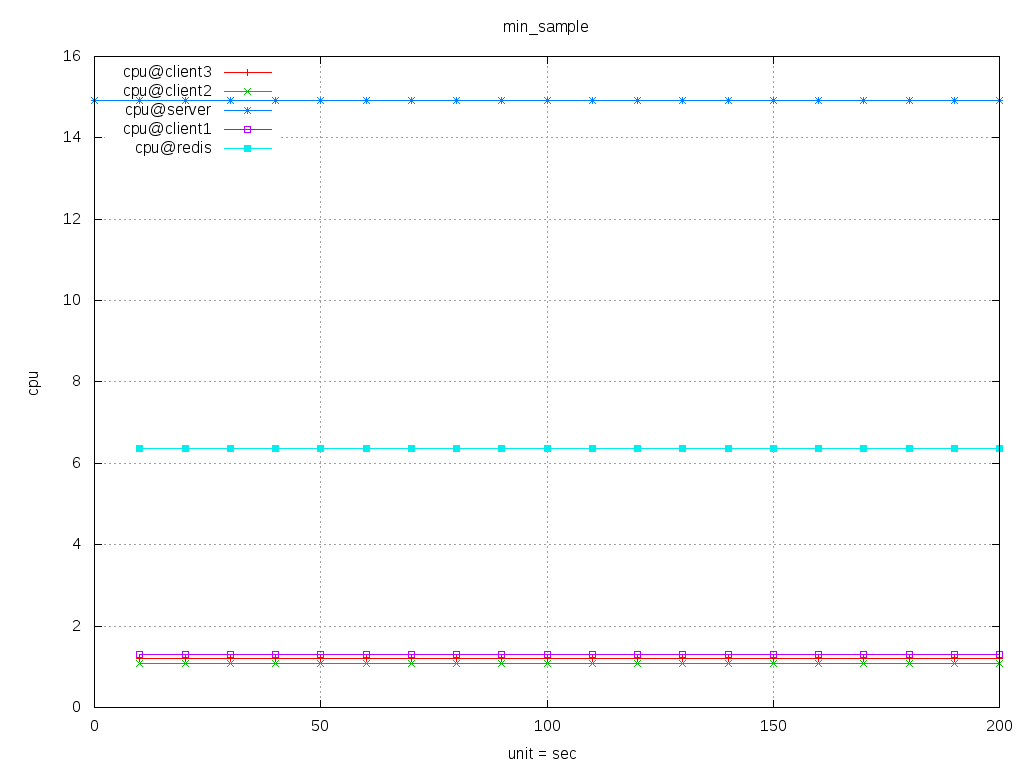 min_sample
16
14
12
10
8
6
4
2
0
cpu
cpu@client3
cpu@client2
cpu@server
cpu@client1
cpu@redis
0 50 100 150 200
unit = sec